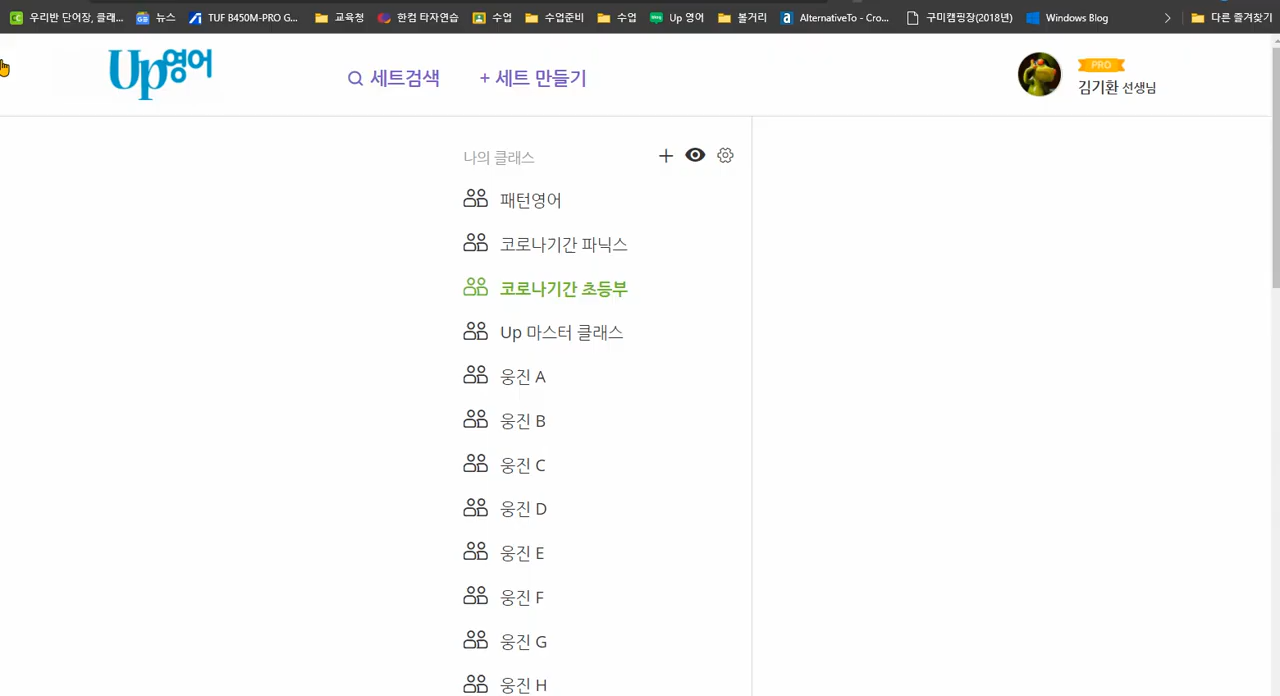 우리반 단어장, 클래... 뉴스 TUF B450M-PRO G... 교육청 한컴 타자연습 수업 수업준비 수업 Up 영어 볼거리 AlternativeTo - Cro... 구미캠핑장(2018년) Windows Blog 다른 즐겨찾기
Up영어 세트검색 + 세트 만들기
PRO
김기환 선생님
나의 클래스
패턴영어
코로나기간 파닉스
코로나기간 초등부
Up 마스터 클래스
웅진 A
웅진 B
웅진 C
웅진 D
웅진 E
웅진 F
웅진 G
웅진 H